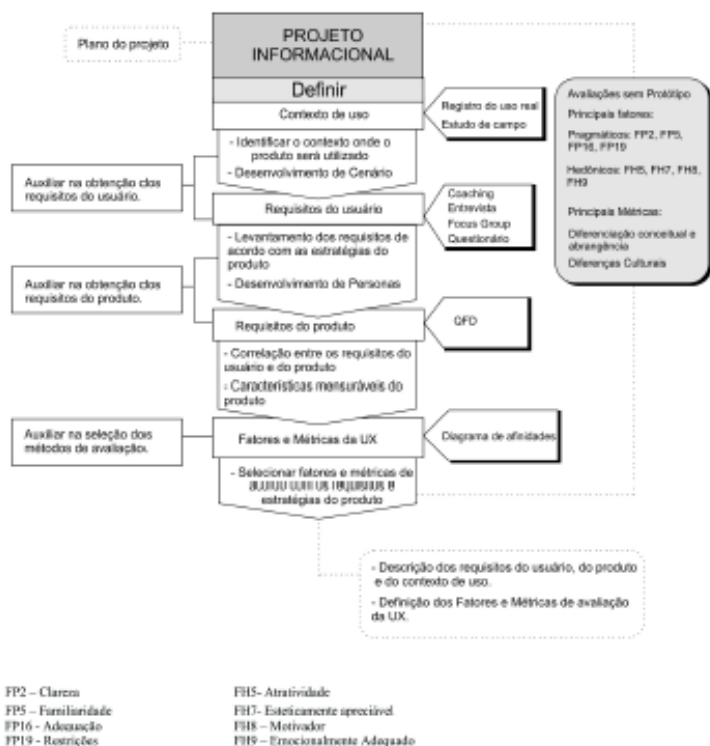 Plano do projeto
PROJETO
INFORMACIONAL
Definir
Contexto de uso
Registro do uso real
Estudo de campo
- Identificar o contexto onde o
produto será utilizado
- Desenvolvimento de Cenário
Auxiliar na obtenção dos
requisitos do usuário.
Requisitos do usuário
Coaching
Entrevista
Focus Group
Questionário
- Levantamento dos requisitos de
acordo com as estratégias do
produto
- Desenvolvimento de Personas
Auxiliar na obtenção dos
requisitos do produto.
Requisitos do produto
QFD
- Correlação entre os requisitos do
usuário e do produto
- Características mensuráveis do
produto
Auxiliar na seleção dos
métodos de avaliação.
Fatores e Métricas da UX
Diagrama de afinidades
- Selecionar fatores e métricas de
acordo com os requisitos e
estratégias do produto
Avaliações sem Protótipo
Principais fatores:
Pragmáticos: FP2, FP5,
FP16, FP19
Hedônicos: FH5, FH7, FH8,
FH9
Principais Métricas:
Diferenciação conceitual e
abrangência
Diferenças Culturais
- Descrição dos requisitos do usuário, do produto
e do contexto de uso.
- Definição dos Fatores e Métricas de avaliação
da UX.
FP2 – Clareza
FP5 – Familiaridade
FP16 - Adequação
FP19 - Restrições
FH5- Atratividade
FH7- Esteticamente apreciável
FH8 – Motivador
FH9 – Emocionalmente Adequado